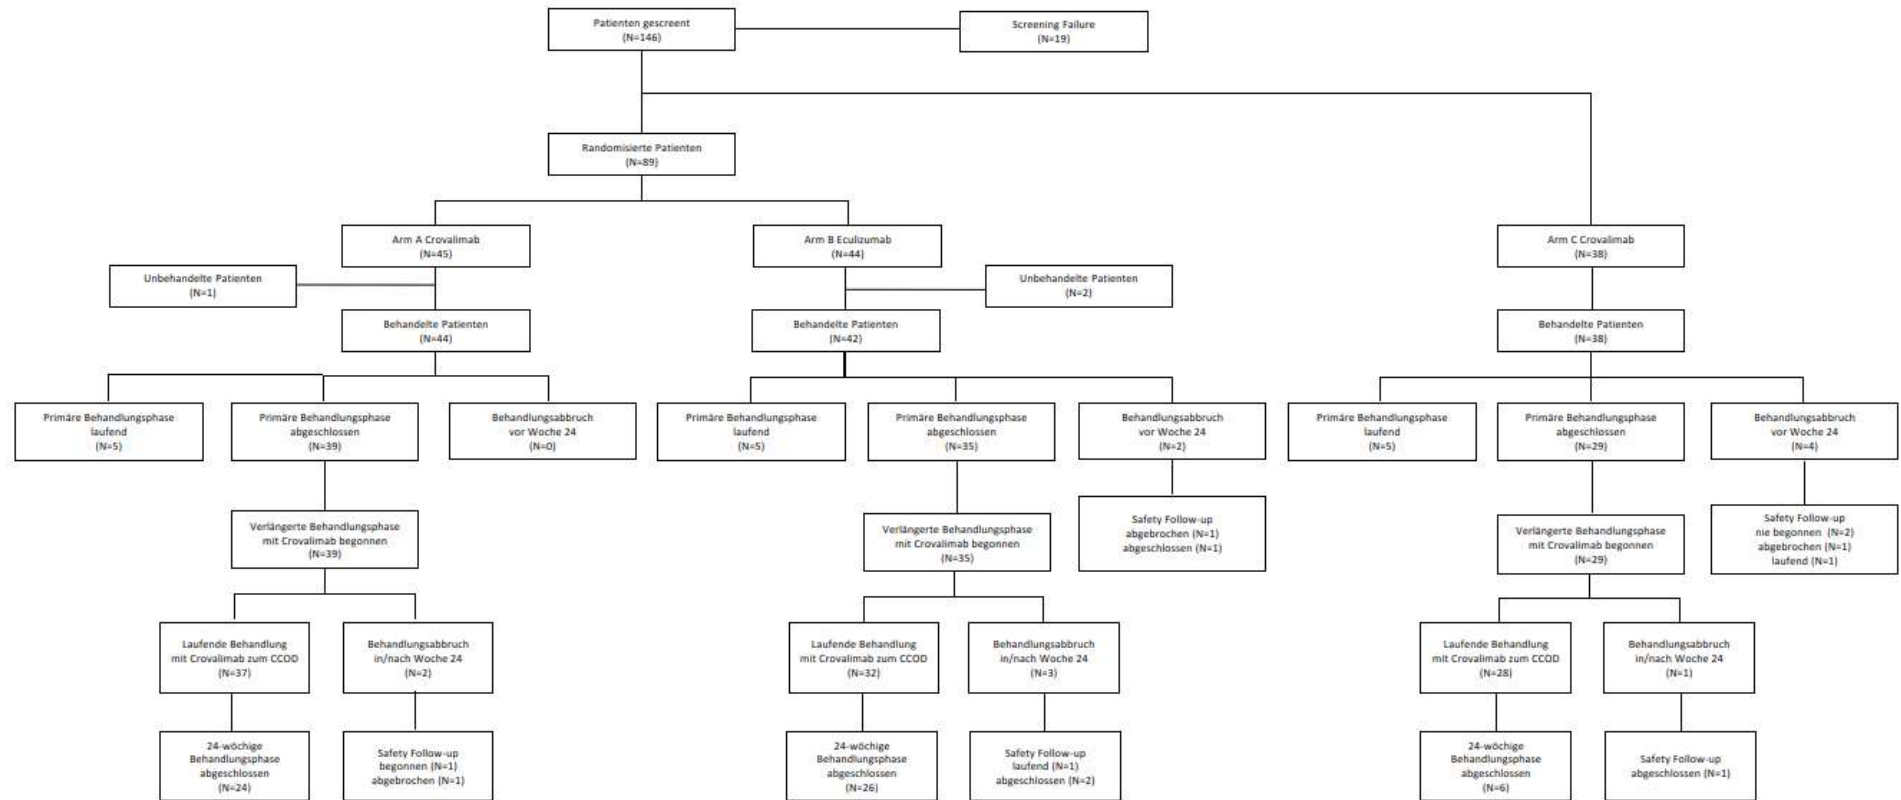 Patienten gescreent
(N=146)
Screening Failure
(N=19)
Randomisierte Patienten
(N=89)
Arm A Crovalimab
(N=45)
Arm B Eculizumab
(N=44)
Arm C Crovalimab
(N=38)
Unbehandelte Patienten
(N=1)
Unbehandelte Patienten
(N=2)
Behandelte Patienten
(N=44)
Behandelte Patienten
(N=42)
Behandelte Patienten
(N=38)
Primäre Behandlungsphase
laufend
(N=5)
Primäre Behandlungsphase
abgeschlossen
(N=39)
Behandlungsabbruch
vor Woche 24
(N=0)
Primäre Behandlungsphase
laufend
(N=5)
Primäre Behandlungsphase
abgeschlossen
(N=35)
Behandlungsabbruch
vor Woche 24
(N=2)
Primäre Behandlungsphase
laufend
(N=5)
Primäre Behandlungsphase
abgeschlossen
(N=29)
Behandlungsabbruch
vor Woche 24
(N=4)
Verlängerte Behandlungsphase
mit Crovalimab begonnen
(N=39)
Verlängerte Behandlungsphase
mit Crovalimab begonnen
(N=35)
Safety Follow-up
abgebrochen (N=1)
abgeschlossen (N=1)
Verlängerte Behandlungsphase
mit Crovalimab begonnen
(N=29)
Safety Follow-up
nie begonnen (N=2)
abgebrochen (N=1)
laufend (N=1)
Laufende Behandlung
mit Crovalimab zum CCOD
(N=37)
Behandlungsabbruch
in/nach Woche 24
(N=2)
Laufende Behandlung
mit Crovalimab zum CCOD
(N=32)
Behandlungsabbruch
in/nach Woche 24
(N=3)
Laufende Behandlung
mit Crovalimab zum CCOD
(N=28)
Behandlungsabbruch
in/nach Woche 24
(N=1)
24-wöchige
Behandlungsphase
abgeschlossen
(N=24)
Safety Follow-up
begonnen (N=1)
abgebrochen (N=1)
24-wöchige
Behandlungsphase
abgeschlossen
(N=26)
Safety Follow-up
laufend (N=1)
abgeschlossen (N=2)
24-wöchige
Behandlungsphase
abgeschlossen
(N=6)
Safety Follow-up
abgeschlossen (N=1)